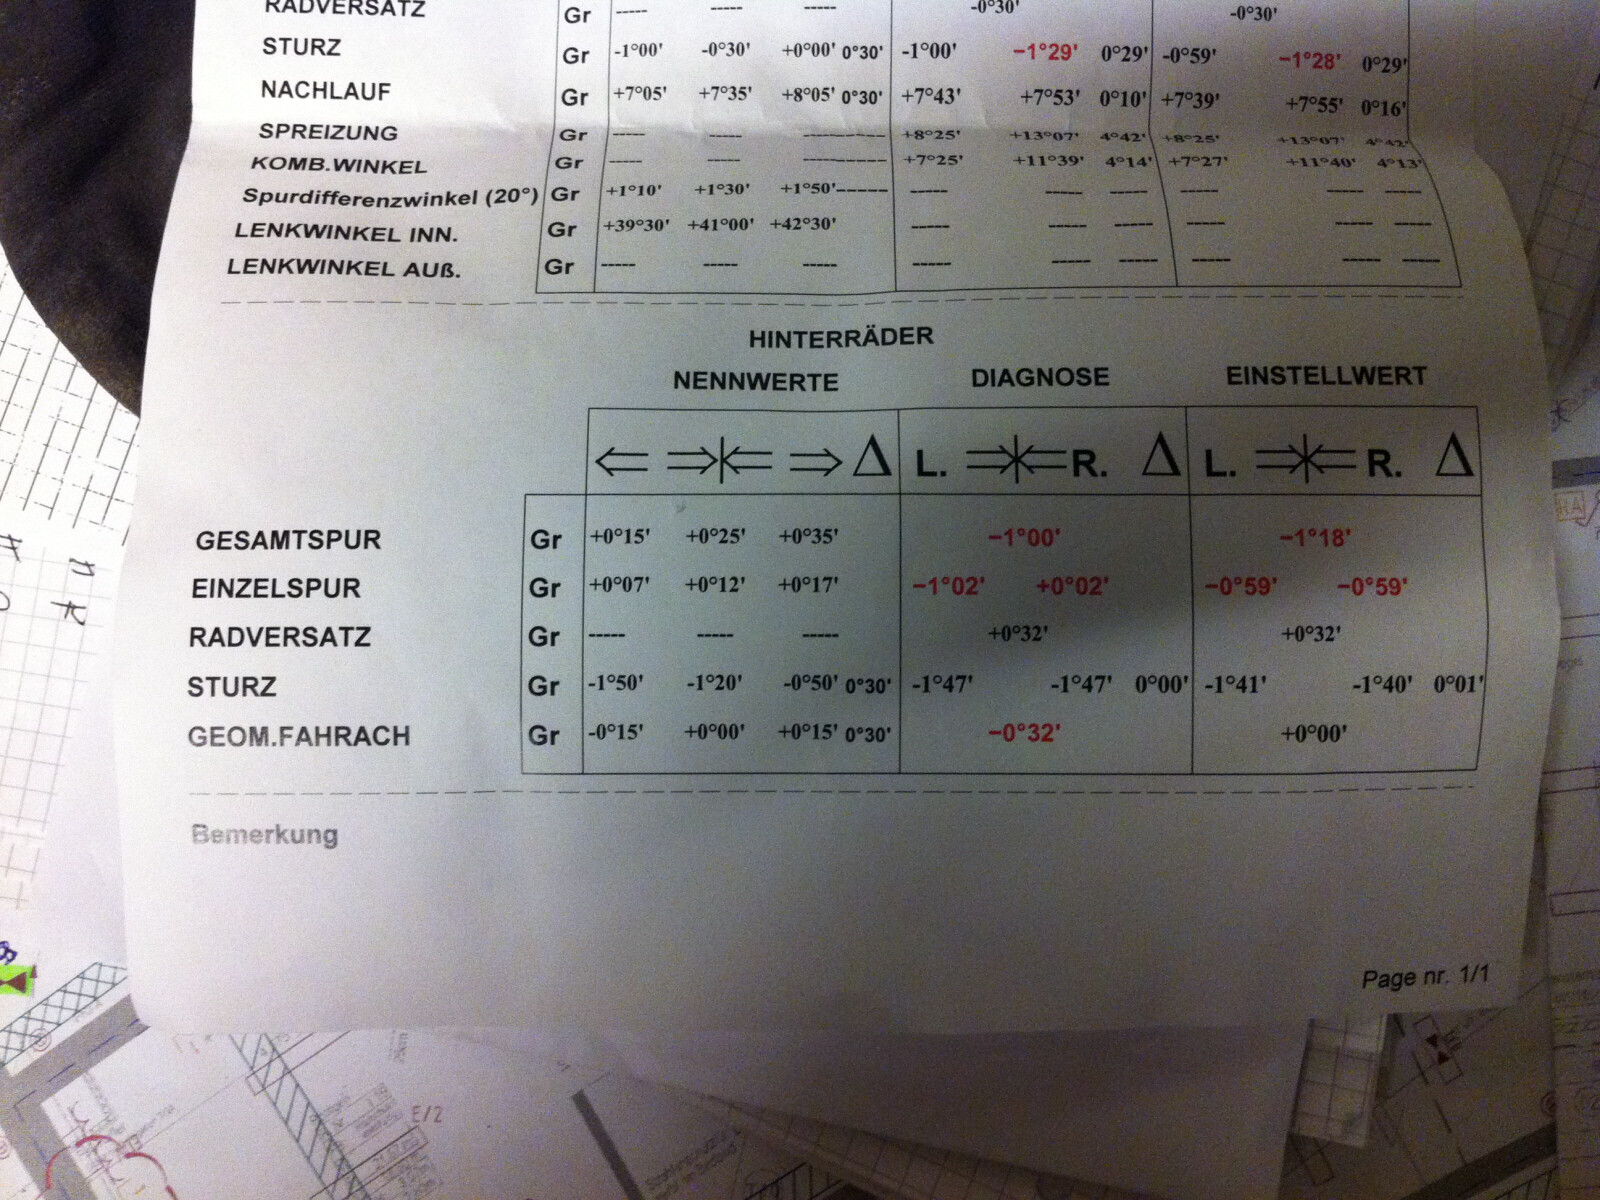 RADVERSATZ Gr ----- ----- ----- -0°30' -0°30'
STURZ Gr -1°00' -0°30' +0°00' 0°30' -1°00' −1°29' 0°29' -0°59' −1°28' 0°29'
NACHLAUF Gr +7°05' +7°35' +8°05' 0°30' +7°43' +7°53' 0°10' +7°39' +7°55' 0°16'
SPREIZUNG Gr ----- ----- ------------- +8°25' +13°07' 4°42' +8°25' +13°07' 4°42'
KOMB.WINKEL Gr ----- ----- ------------- +7°25' +11°39' 4°14' +7°27' +11°40' 4°13'
Spurdifferenzwinkel (20°) Gr +1°10' +1°30' +1°50'------ ----- ----- ----- ----- ----- -----
LENKWINKEL INN. Gr +39°30' +41°00' +42°30' ----- ----- ----- ----- ----- -----
LENKWINKEL AUß. Gr ----- ----- ----- ----- ----- ----- ----- ----- -----
HINTERRÄDER
NENNWERTE DIAGNOSE EINSTELLWERT
Δ L. R. Δ L. R. Δ
GESAMTSPUR Gr +0°15' +0°25' +0°35' −1°00' −1°18'
EINZELSPUR Gr +0°07' +0°12' +0°17' −1°02' +0°02' −0°59' −0°59'
RADVERSATZ Gr ----- ----- ----- +0°32' +0°32'
STURZ Gr -1°50' -1°20' -0°50' 0°30' -1°47' -1°47' 0°00' -1°41' -1°40' 0°01'
GEOM.FAHRACH Gr -0°15' +0°00' +0°15' 0°30' −0°32' +0°00'
Bemerkung
Page nr. 1/1
E/2